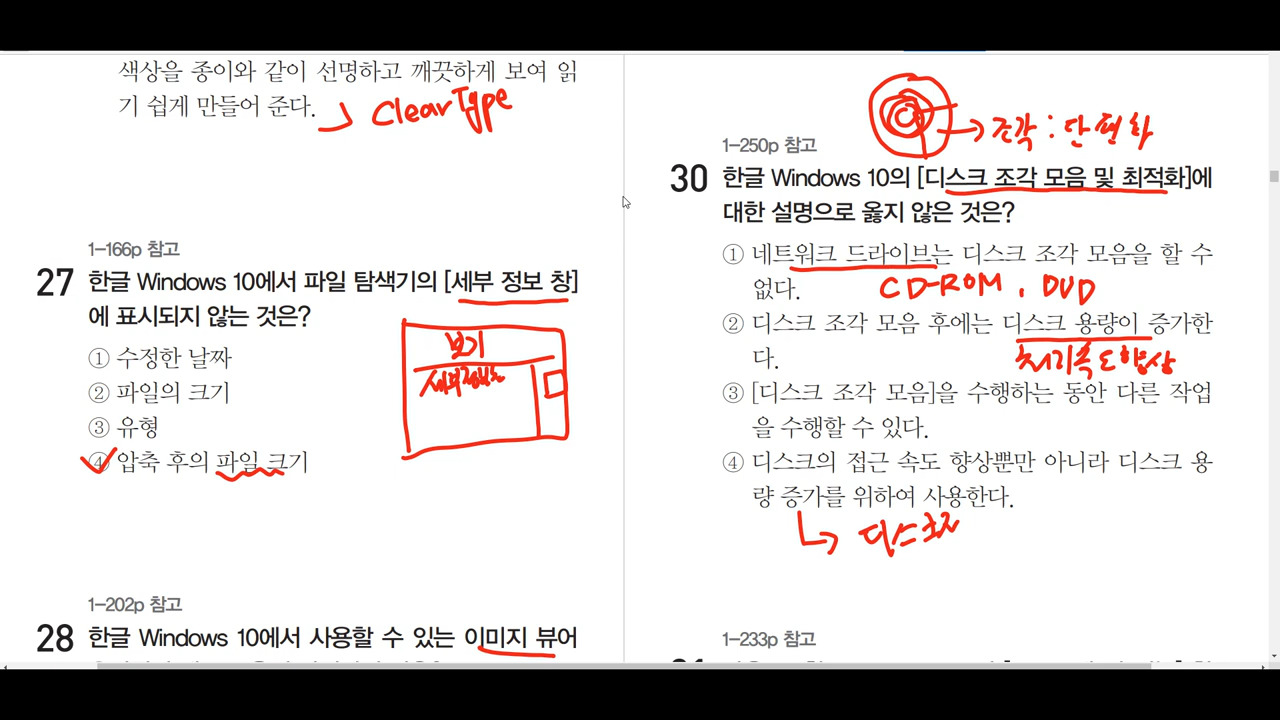 색상을 종이와 같이 선명하고 깨끗하게 보여 읽
기 쉽게 만들어 준다.
ClearType
1-166p 참고
27 한글 Windows 10에서 파일 탐색기의 [세부 정보 창]
에 표시되지 않는 것은?
① 수정한 날짜
② 파일의 크기
③ 유형
④ 압축 후의 파일 크기
보기
세부정보
1-202p 참고
28 한글 Windows 10에서 사용할 수 있는 이미지 뷰어
조각 : 단편화
1-250p 참고
30 한글 Windows 10의 [디스크 조각 모음 및 최적화]에
대한 설명으로 옳지 않은 것은?
① 네트워크 드라이브는 디스크 조각 모음을 할 수
없다.
CD-ROM, DVD
② 디스크 조각 모음 후에는 디스크 용량이 증가한
다.
처리속도향상
③ [디스크 조각 모음]을 수행하는 동안 다른 작업
을 수행할 수 있다.
④ 디스크의 접근 속도 향상뿐만 아니라 디스크 용
량 증가를 위하여 사용한다.
디스크
1-233p 참고